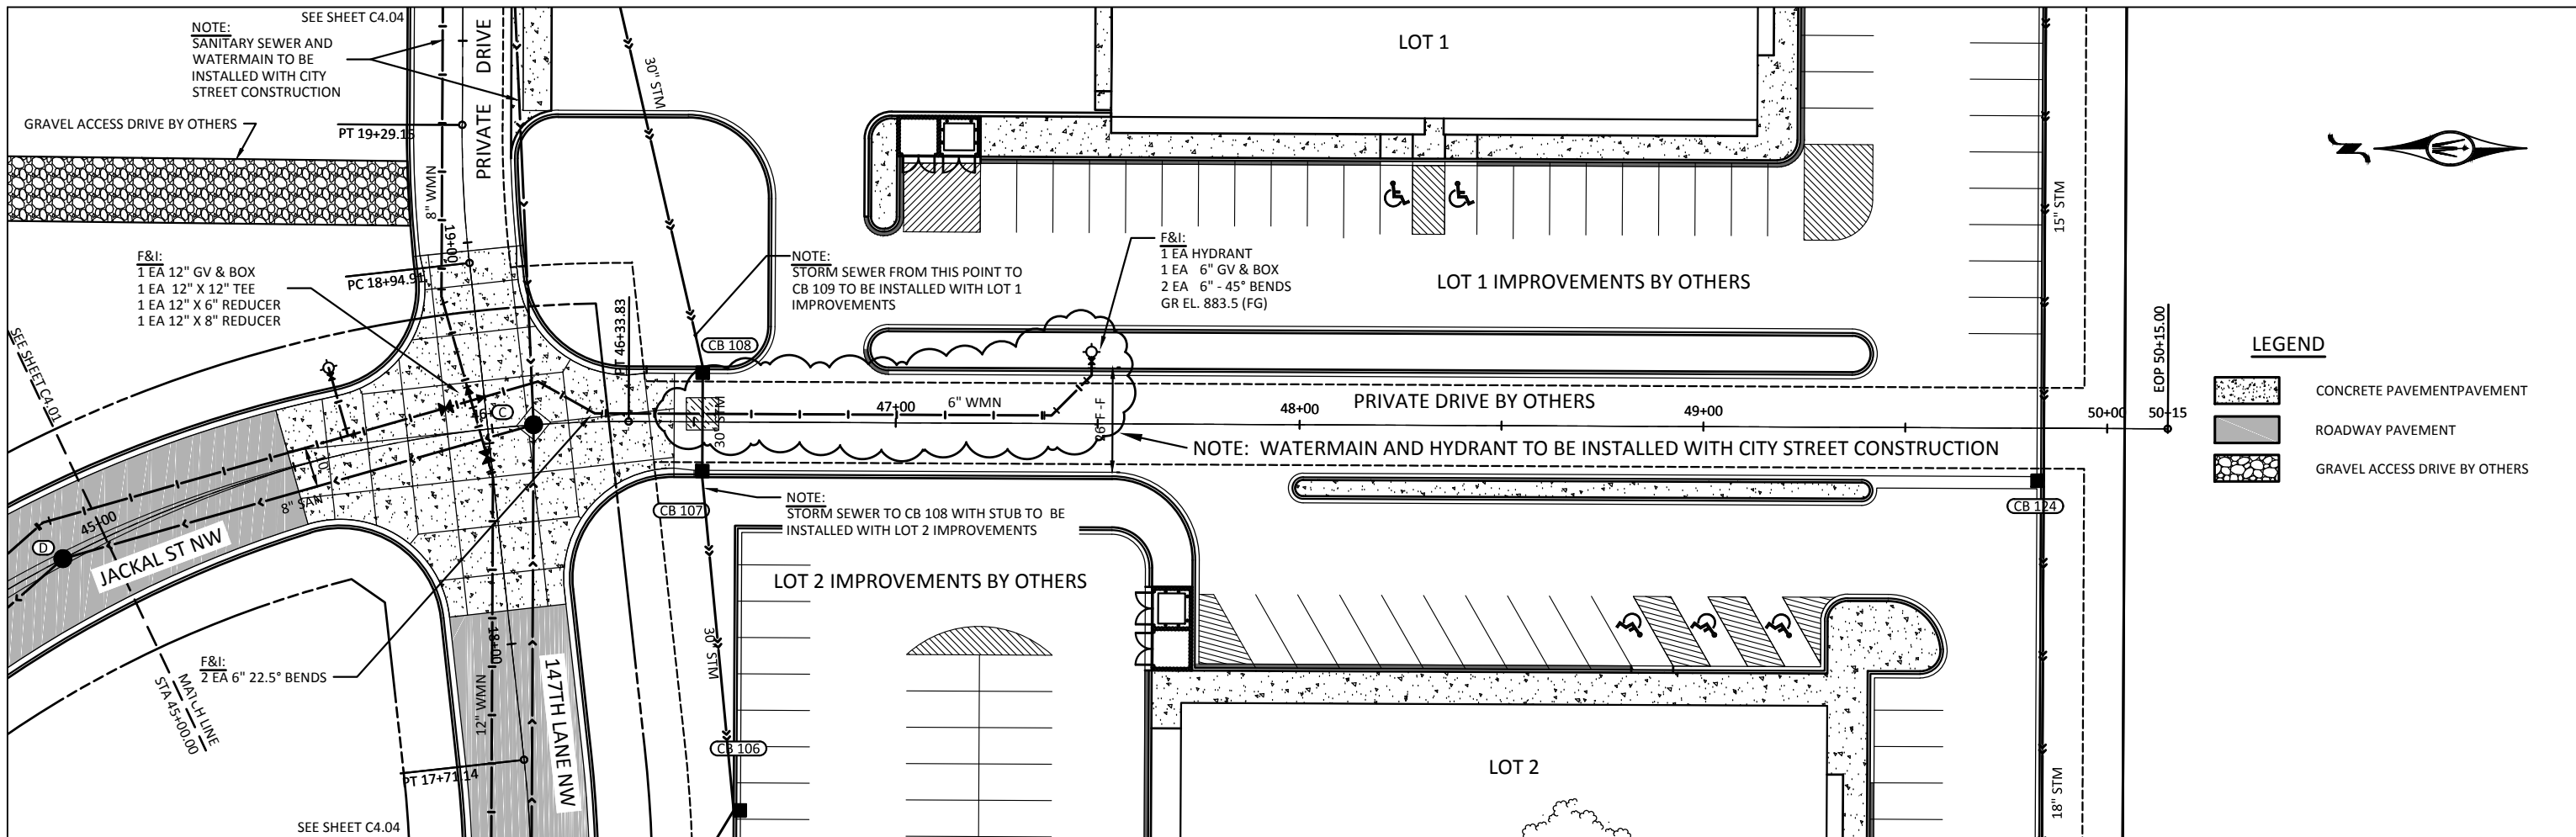 SEE SHEET C4.04
NOTE:
SANITARY SEWER AND
WATERMAIN TO BE
INSTALLED WITH CITY
STREET CONSTRUCTION
GRAVEL ACCESS DRIVE BY OTHERS
PT 19+29.15
PRIVATE DRIVE
8" WMN
19+00
30" STM
LOT 1
F&I:
1 EA 12" GV & BOX
1 EA 12" X 12" TEE
1 EA 12" X 6" REDUCER
1 EA 12" X 8" REDUCER
PC 18+94.91
PT 46+33.83
NOTE:
STORM SEWER FROM THIS POINT TO
CB 109 TO BE INSTALLED WITH LOT 1
IMPROVEMENTS
F&I:
1 EA HYDRANT
1 EA 6" GV & BOX
2 EA 6" - 45° BENDS
GR EL. 883.5 (FG)
LOT 1 IMPROVEMENTS BY OTHERS
15" STM
EOP 50+15.00
N
LEGEND
CONCRETE PAVEMENTPAVEMENT
ROADWAY PAVEMENT
GRAVEL ACCESS DRIVE BY OTHERS
SEE SHEET C4.01
CB 108
C
30" STM
47+00
6" WMN
26' F-F
48+00
PRIVATE DRIVE BY OTHERS
49+00
50+00
50+15
NOTE: WATERMAIN AND HYDRANT TO BE INSTALLED WITH CITY STREET CONSTRUCTION
10'
8" SAN
45+00
D
JACKAL ST NW
CB 107
NOTE:
STORM SEWER TO CB 108 WITH STUB TO BE
INSTALLED WITH LOT 2 IMPROVEMENTS
CB 124
LOT 2 IMPROVEMENTS BY OTHERS
F&I:
2 EA 6" 22.5° BENDS
MATCH LINE
STA 45+00.00
18+00
12" WMN
147TH LANE NW
30" STM
CB 106
PT 17+71.14
LOT 2
18" STM
SEE SHEET C4.04